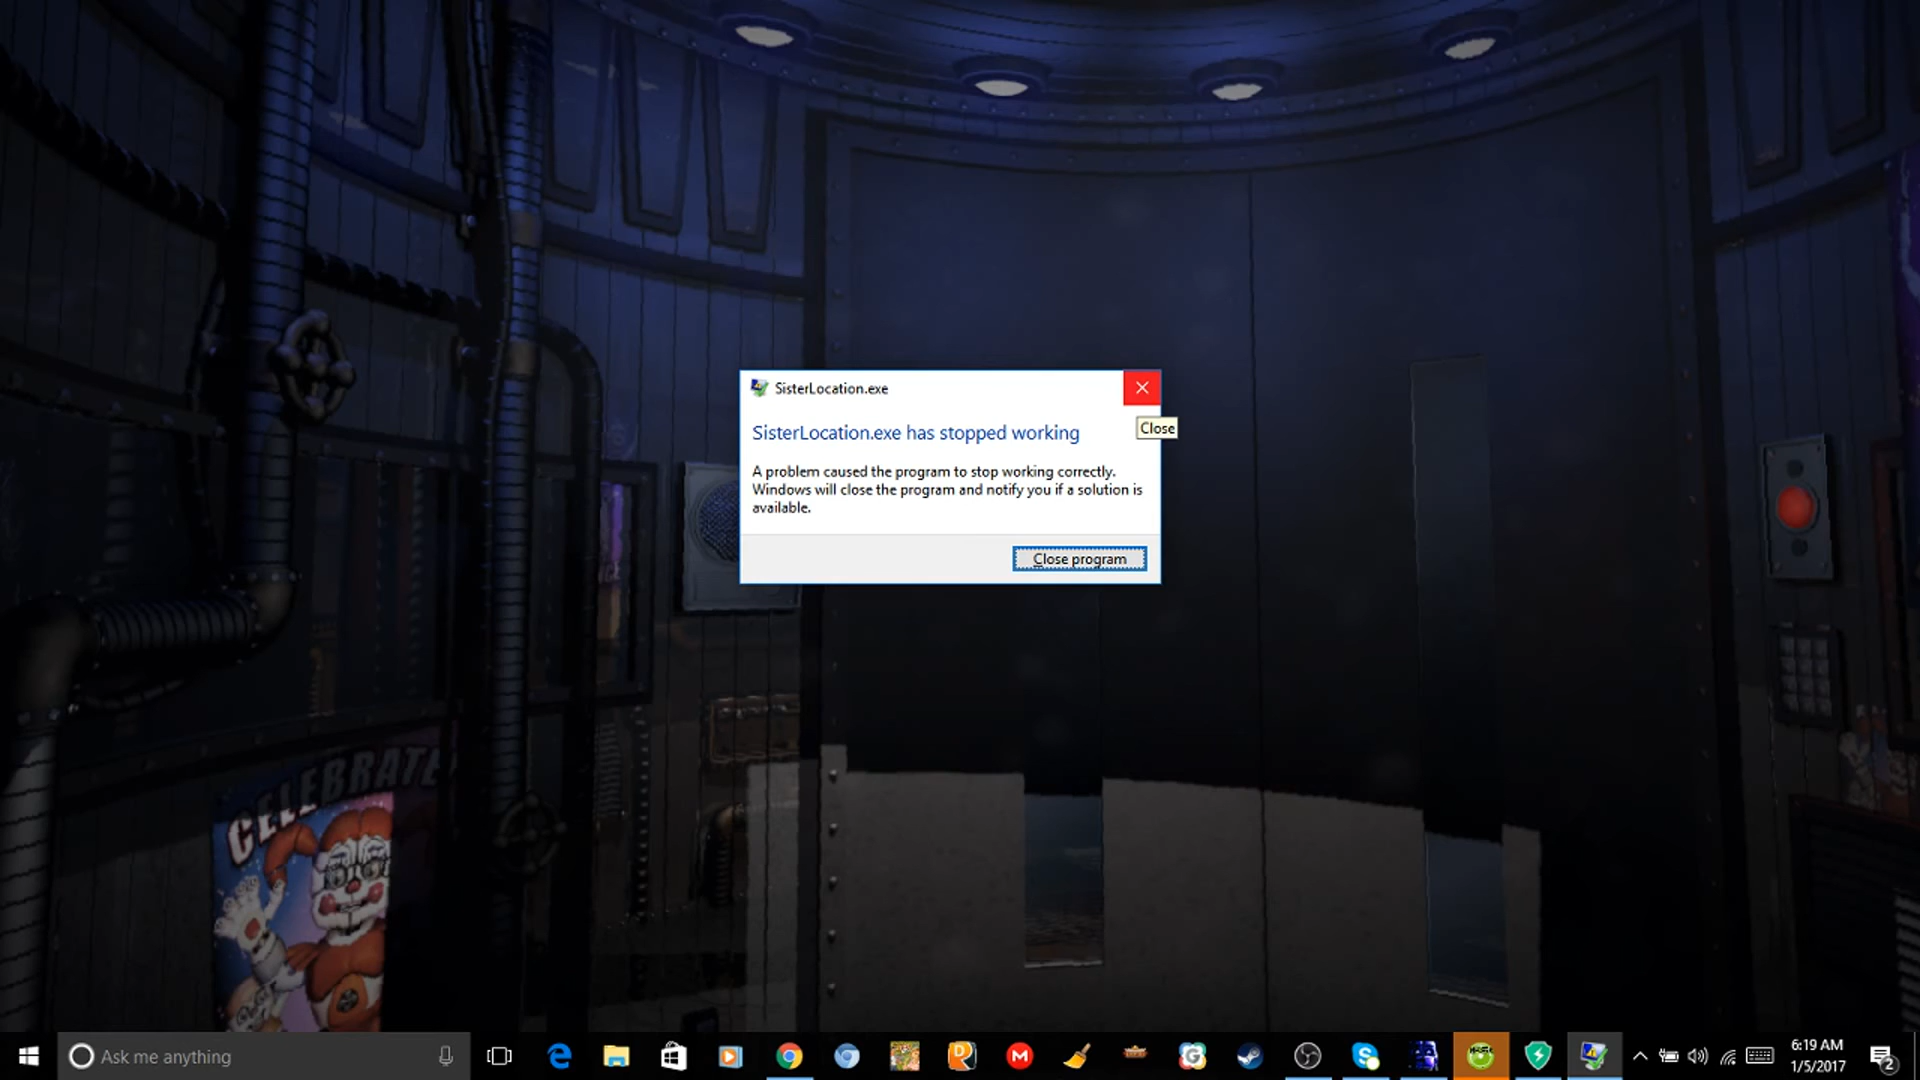 SisterLocation.exe
SisterLocation.exe has stopped working
Close
A problem caused the program to stop working correctly.
Windows will close the program and notify you if a solution is
available.
Close program
CELEBRATE
Ask me anything
6:19 AM
1/5/2017
2